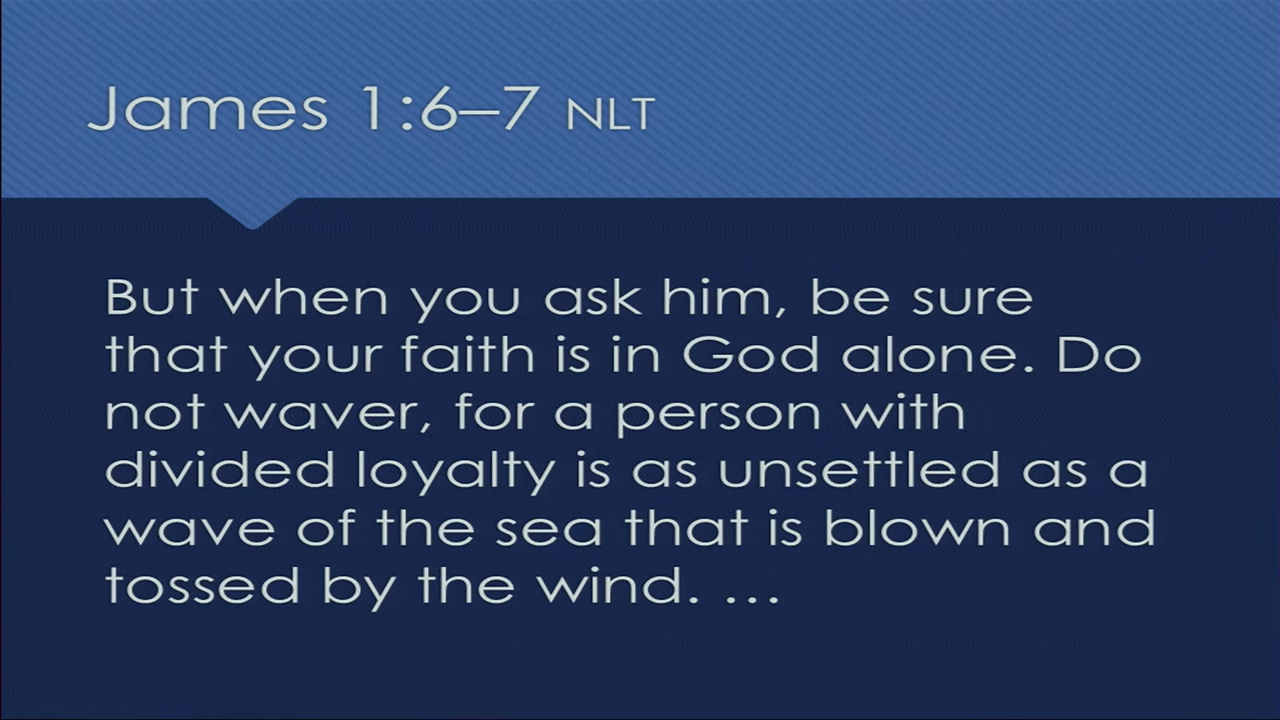 James 1:6–7 NLT
But when you ask him, be sure
that your faith is in God alone. Do
not waver, for a person with
divided loyalty is as unsettled as a
wave of the sea that is blown and
tossed by the wind. …